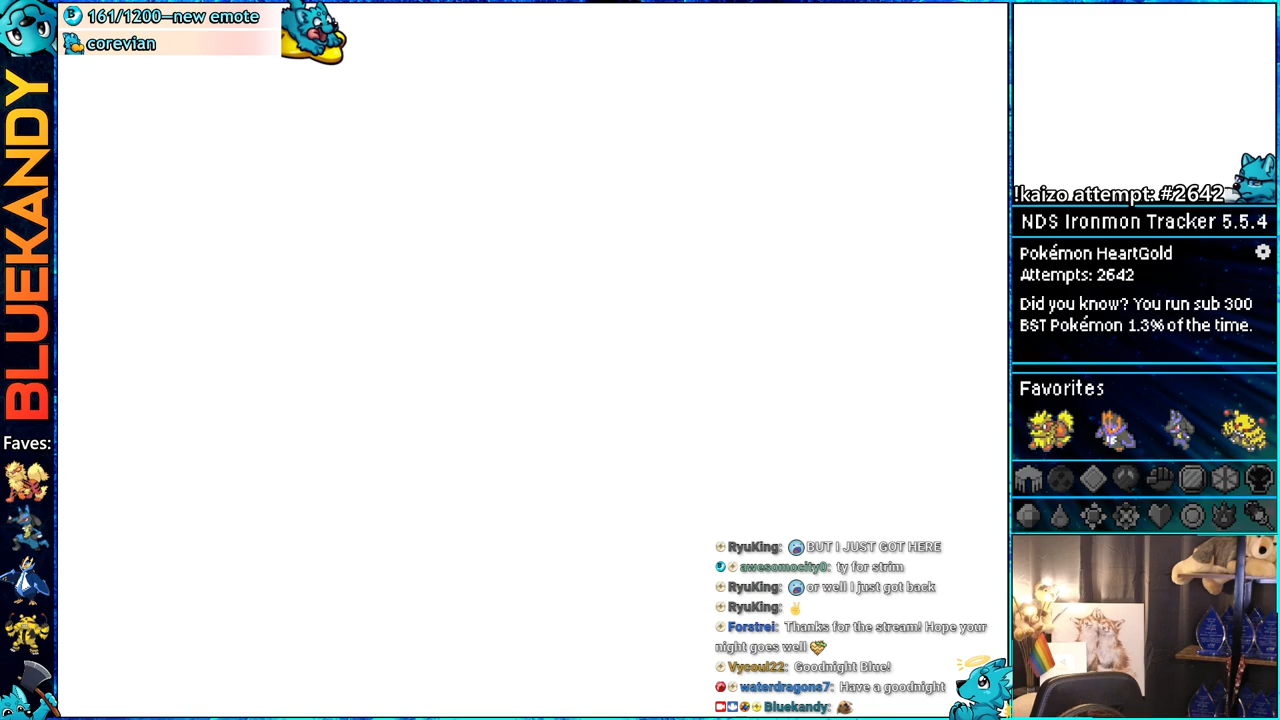 161/1200—new emote
corevian
BLUEKANDY
Faves:
!kaizo attempt: #2642
NDS Ironmon Tracker 5.5.4
Pokémon HeartGold
Attempts: 2642
Did you know? You run sub 300
BST Pokémon 1.3% of the time.
Favorites
RyuKing: BUT I JUST GOT HERE
awesomocity0: ty for strim
RyuKing: or well I just got back
RyuKing: ✌
Forstrei: Thanks for the stream! Hope your
night goes well
Vycoul22: Goodnight Blue!
waterdragons7: Have a goodnight
Bluekandy: